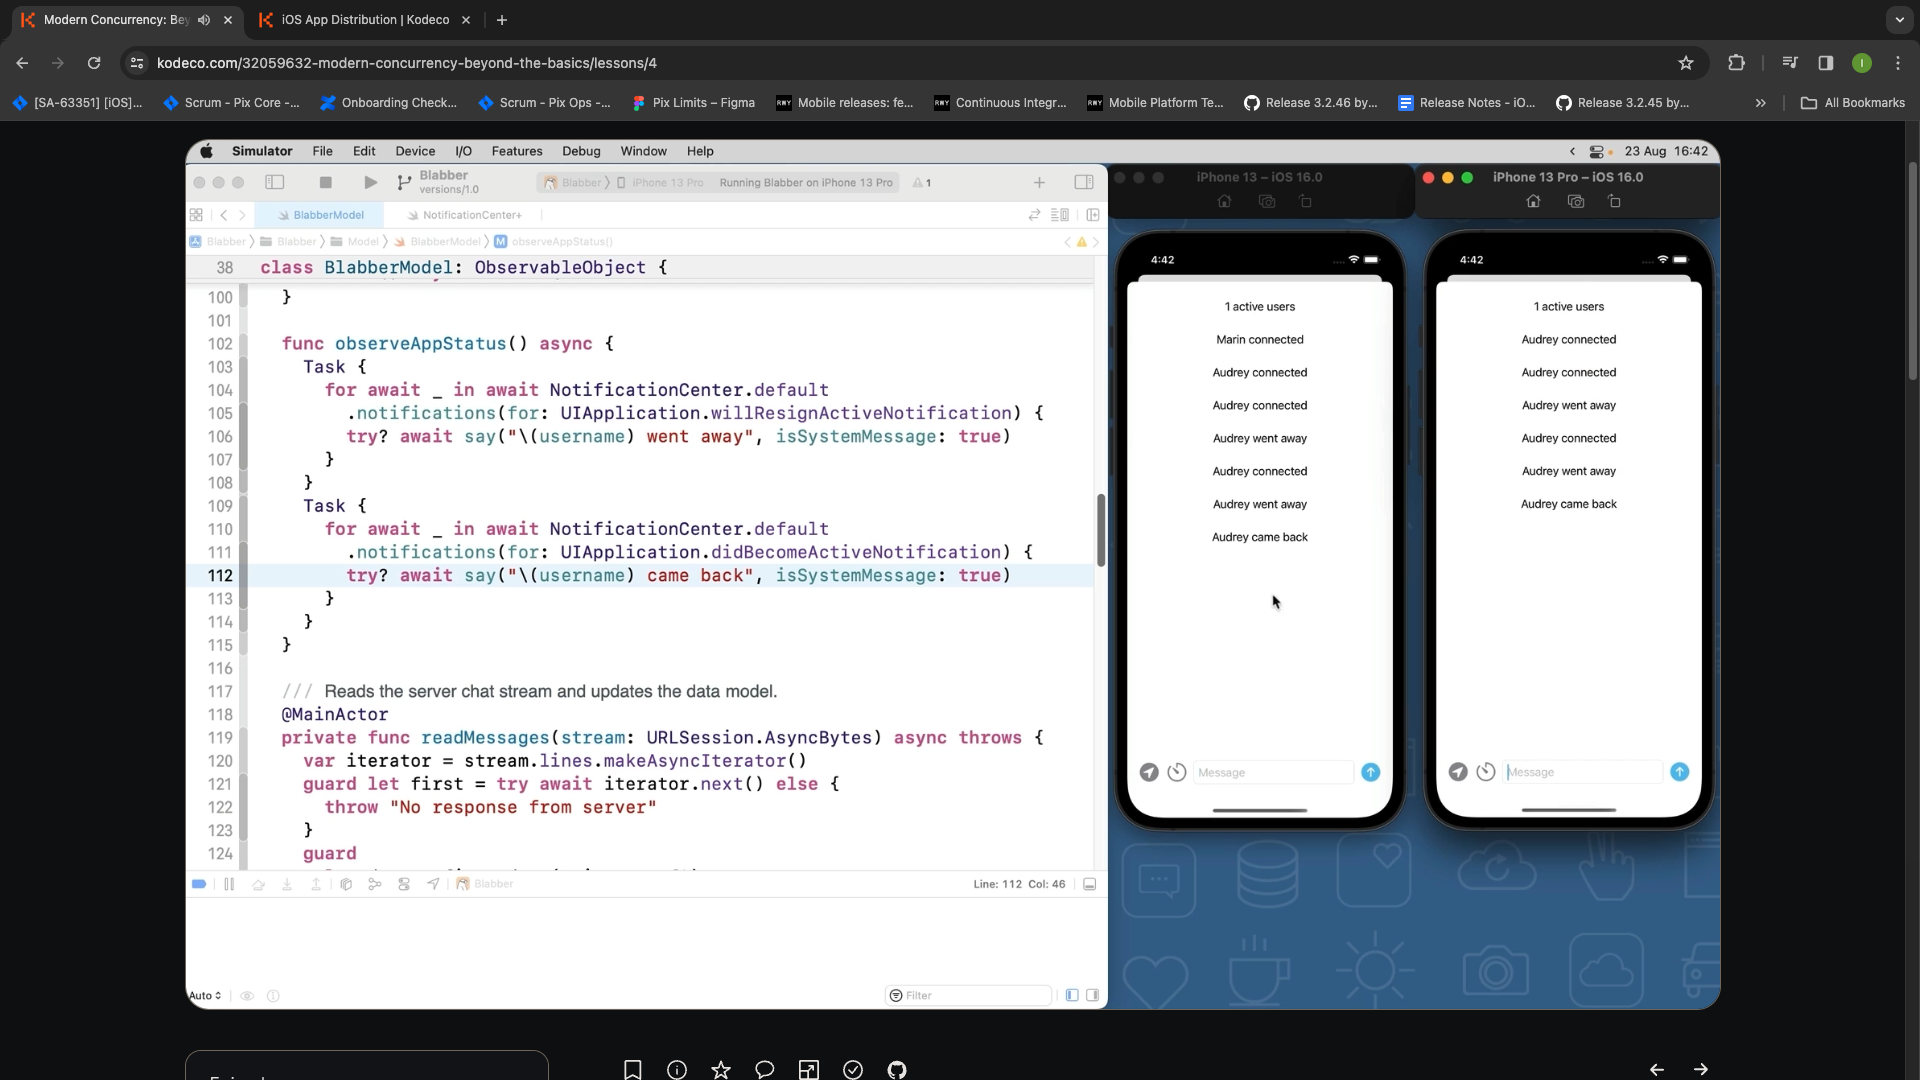 Modern Concurrency: Bey
iOS App Distribution | Kodeco
kodeco.com/32059632-modern-concurrency-beyond-the-basics/lessons/4
[SA-63351] [iOS]...
Scrum - Pix Core -...
Onboarding Check...
Scrum - Pix Ops -...
Pix Limits – Figma
RWY Mobile releases: fe...
RWY Continuous Integr...
RWY Mobile Platform Te...
Release 3.2.46 by...
Release Notes - iO...
Release 3.2.45 by...
All Bookmarks
Simulator File Edit Device I/O Features Debug Window Help
23 Aug 16:42
Blabber
versions/1.0
Blabber
iPhone 13 Pro
Running Blabber on iPhone 13 Pro
1
BlabberModel
NotificationCenter+
Blabber
Blabber
Model
BlabberModel
M observeAppStatus()
38 class BlabberModel: ObservableObject {
100 }
101
102 func observeAppStatus() async {
103 Task {
104 for await _ in await NotificationCenter.default
105 .notifications(for: UIApplication.willResignActiveNotification) {
106 try? await say("\(username) went away", isSystemMessage: true)
107 }
108 }
109 Task {
110 for await _ in await NotificationCenter.default
111 .notifications(for: UIApplication.didBecomeActiveNotification) {
112 try? await say("\(username) came back", isSystemMessage: true)
113 }
114 }
115 }
116
117 /// Reads the server chat stream and updates the data model.
118 @MainActor
119 private func readMessages(stream: URLSession.AsyncBytes) async throws {
120 var iterator = stream.lines.makeAsyncIterator()
121 guard let first = try await iterator.next() else {
122 throw "No response from server"
123 }
124 guard
Blabber
Line: 112 Col: 46
Auto
Filter
iPhone 13 – iOS 16.0
4:42
1 active users
Marin connected
Audrey connected
Audrey connected
Audrey went away
Audrey connected
Audrey went away
Audrey came back
Message
iPhone 13 Pro – iOS 16.0
4:42
1 active users
Audrey connected
Audrey connected
Audrey went away
Audrey connected
Audrey went away
Audrey came back
Message